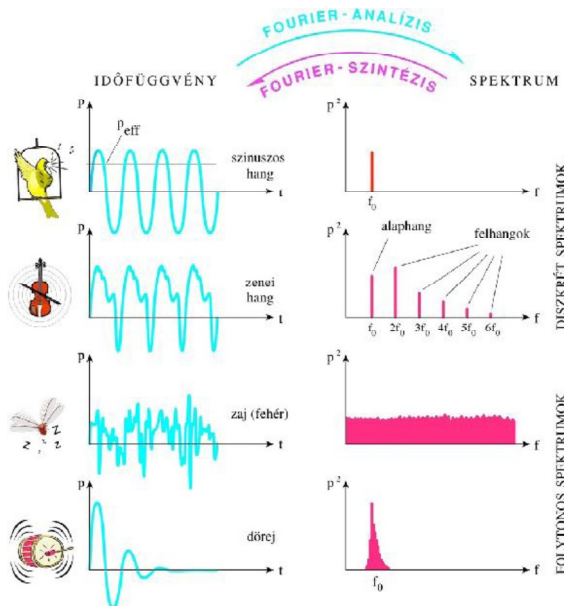 FOURIER-ANALÍZIS
FOURIER-SZINTÉZIS
IDŐFÜGGVÉNY
SPEKTRUM
p
p eff
szinuszos
hang
t
p²
f₀
f
p
zenei
hang
t
p²
alaphang
felhangok
f₀ 2f₀ 3f₀ 4f₀ 5f₀ 6f₀
f
DISZKRÉT SPEKTRUMOK
p
zaj (fehér)
t
z z z
p²
f
p
dörej
t
p²
f₀
f
FOLYTONOS SPEKTRUMOK